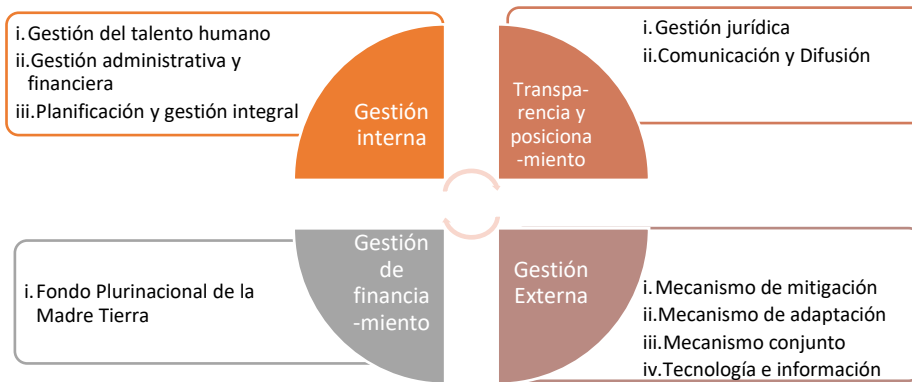 i. Gestión del talento humano
ii. Gestión administrativa y
financiera
iii. Planificación y gestión integral
Gestión
interna
Transpa-
rencia y
posiciona
-miento
i. Gestión jurídica
ii. Comunicación y Difusión
i. Fondo Plurinacional de la
Madre Tierra
Gestión
de
financia
-miento
Gestión
Externa
i. Mecanismo de mitigación
ii. Mecanismo de adaptación
iii. Mecanismo conjunto
iv. Tecnología e información